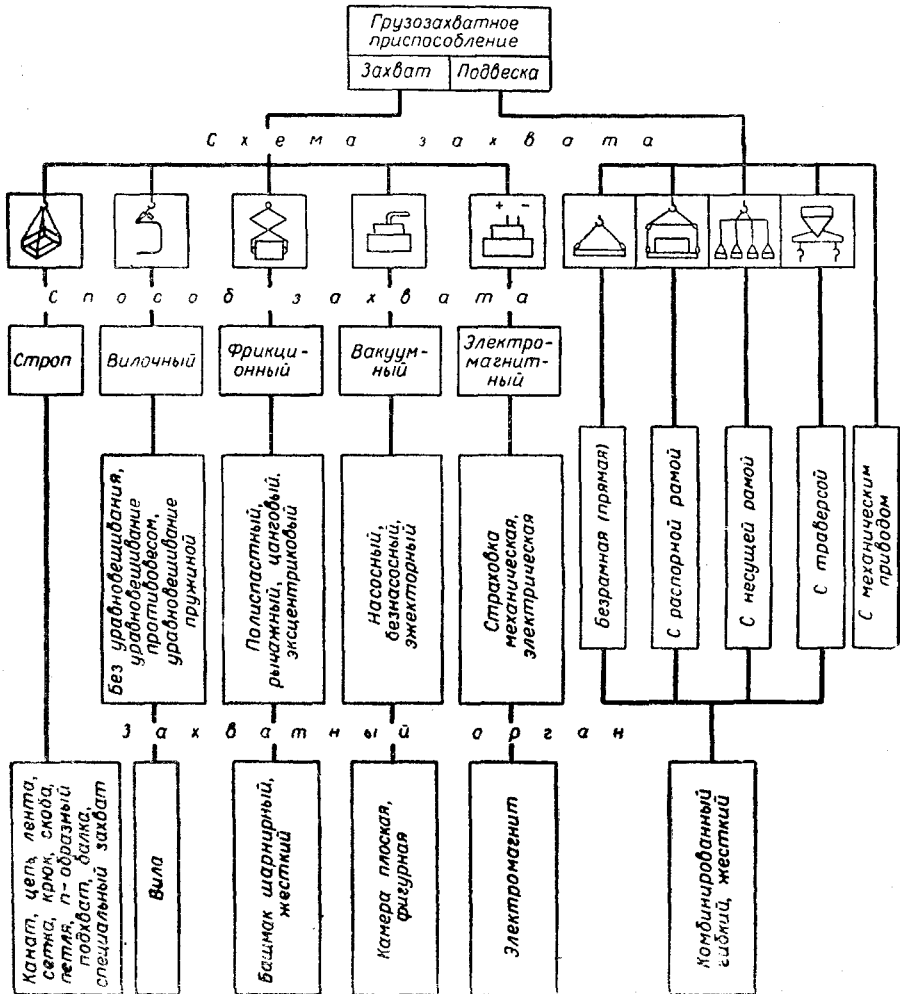 Грузозахватное
приспособление
Захват
Подвеска
Схема захвата
+ −
Способ захвата
Строп
Вилочный
Фрикци-
онный
Вакуум-
ный
Электро-
магнит-
ный
Без уравновешивания,
уравновешивание
противовесом,
уравновешивание
пружиной
Полиспастный,
рычажный, цанговый,
эксцентриковый
Насосный,
безнасосный,
эжекторный
Страховка
механическая,
электрическая
Безрамная (прямая)
С распорной рамой
С несущей рамой
С траверсой
С механическим
приводом
Захватный орган
Канат, цепь, лента,
сетка, крюк, скоба,
петля, п-образный
подхват, балка,
специальный захват
Вила
Башмак шарнирный,
жесткий
Камера плоская,
фигурная
Электромагнит
Комбинированный
гибкий, жесткий